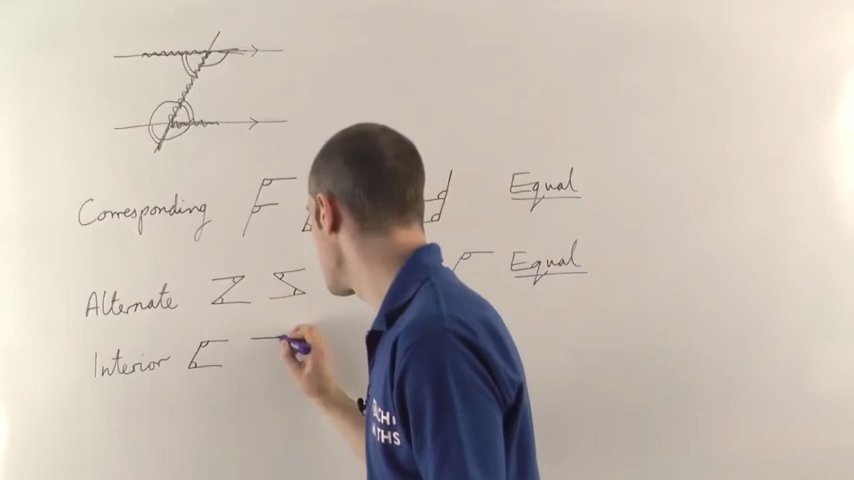 Corresponding Equal
Alternate Equal
Interior